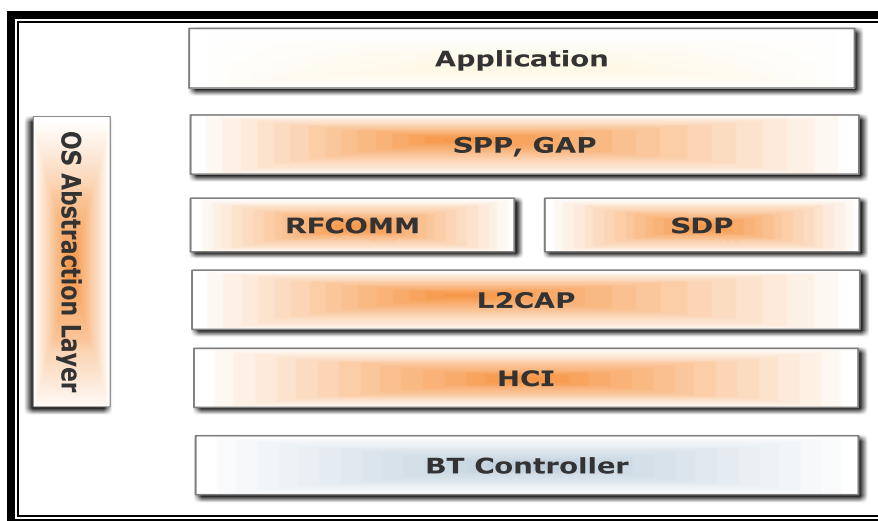 Application
OS Abstraction Layer
SPP, GAP
RFCOMM
SDP
L2CAP
HCI
BT Controller